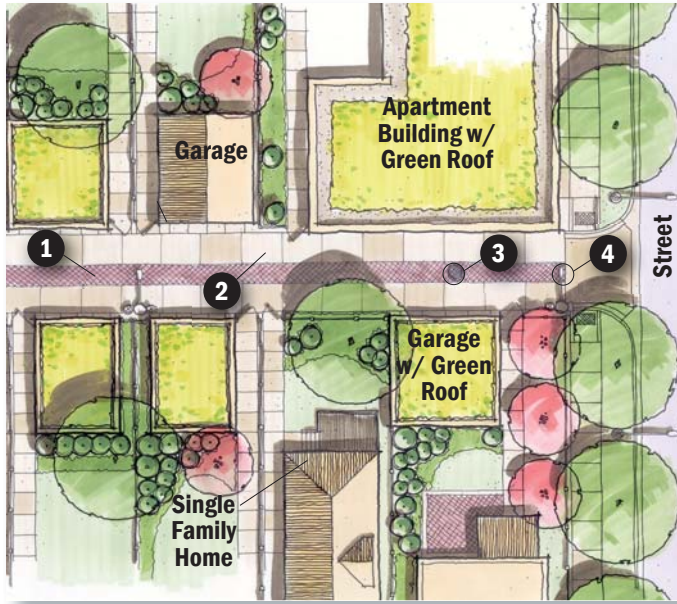 Apartment
Building w/
Green Roof
Garage
1
2
3
4
Street
Garage
w/ Green
Roof
Single
Family
Home